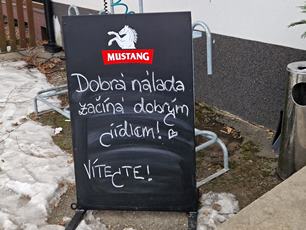 MUSTANG
Dobrá nálada
začíná dobrým
jídlem!
VÍTEJTE!